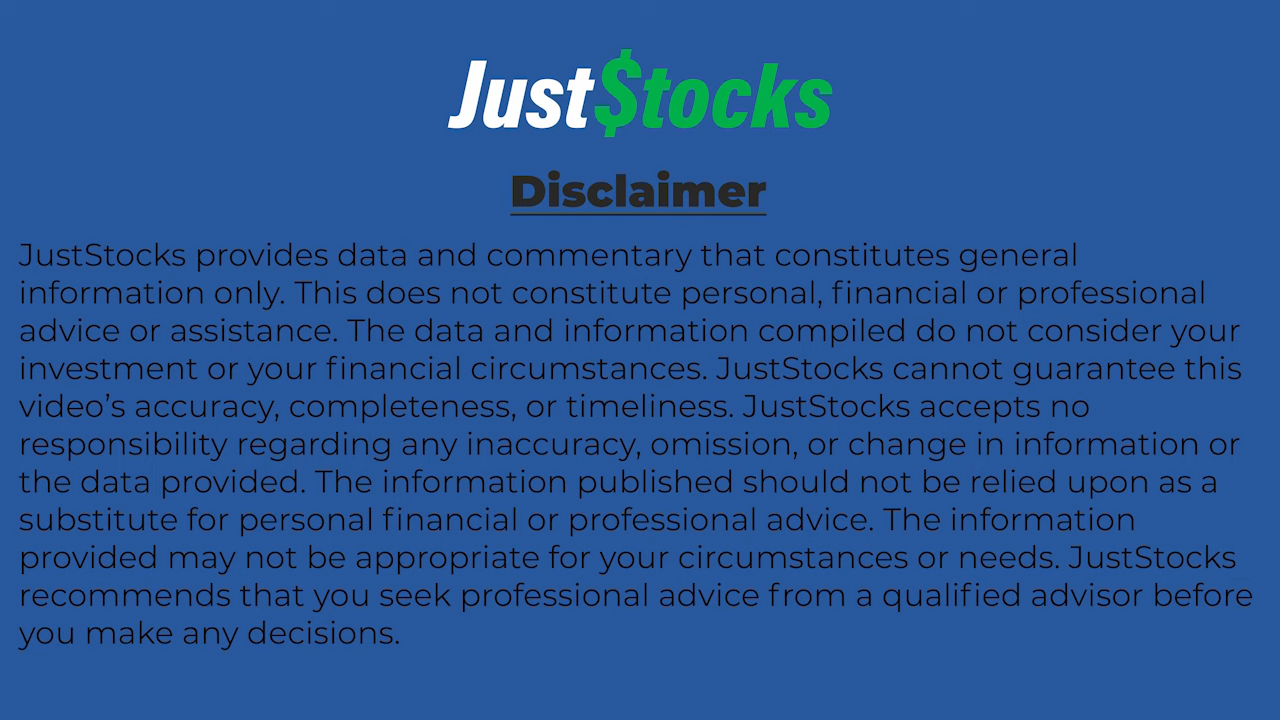 Just$tocks
Disclaimer
JustStocks provides data and commentary that constitutes general
information only. This does not constitute personal, financial or professional
advice or assistance. The data and information compiled do not consider your
investment or your financial circumstances. JustStocks cannot guarantee this
video’s accuracy, completeness, or timeliness. JustStocks accepts no
responsibility regarding any inaccuracy, omission, or change in information or
the data provided. The information published should not be relied upon as a
substitute for personal financial or professional advice. The information
provided may not be appropriate for your circumstances or needs. JustStocks
recommends that you seek professional advice from a qualified advisor before
you make any decisions.